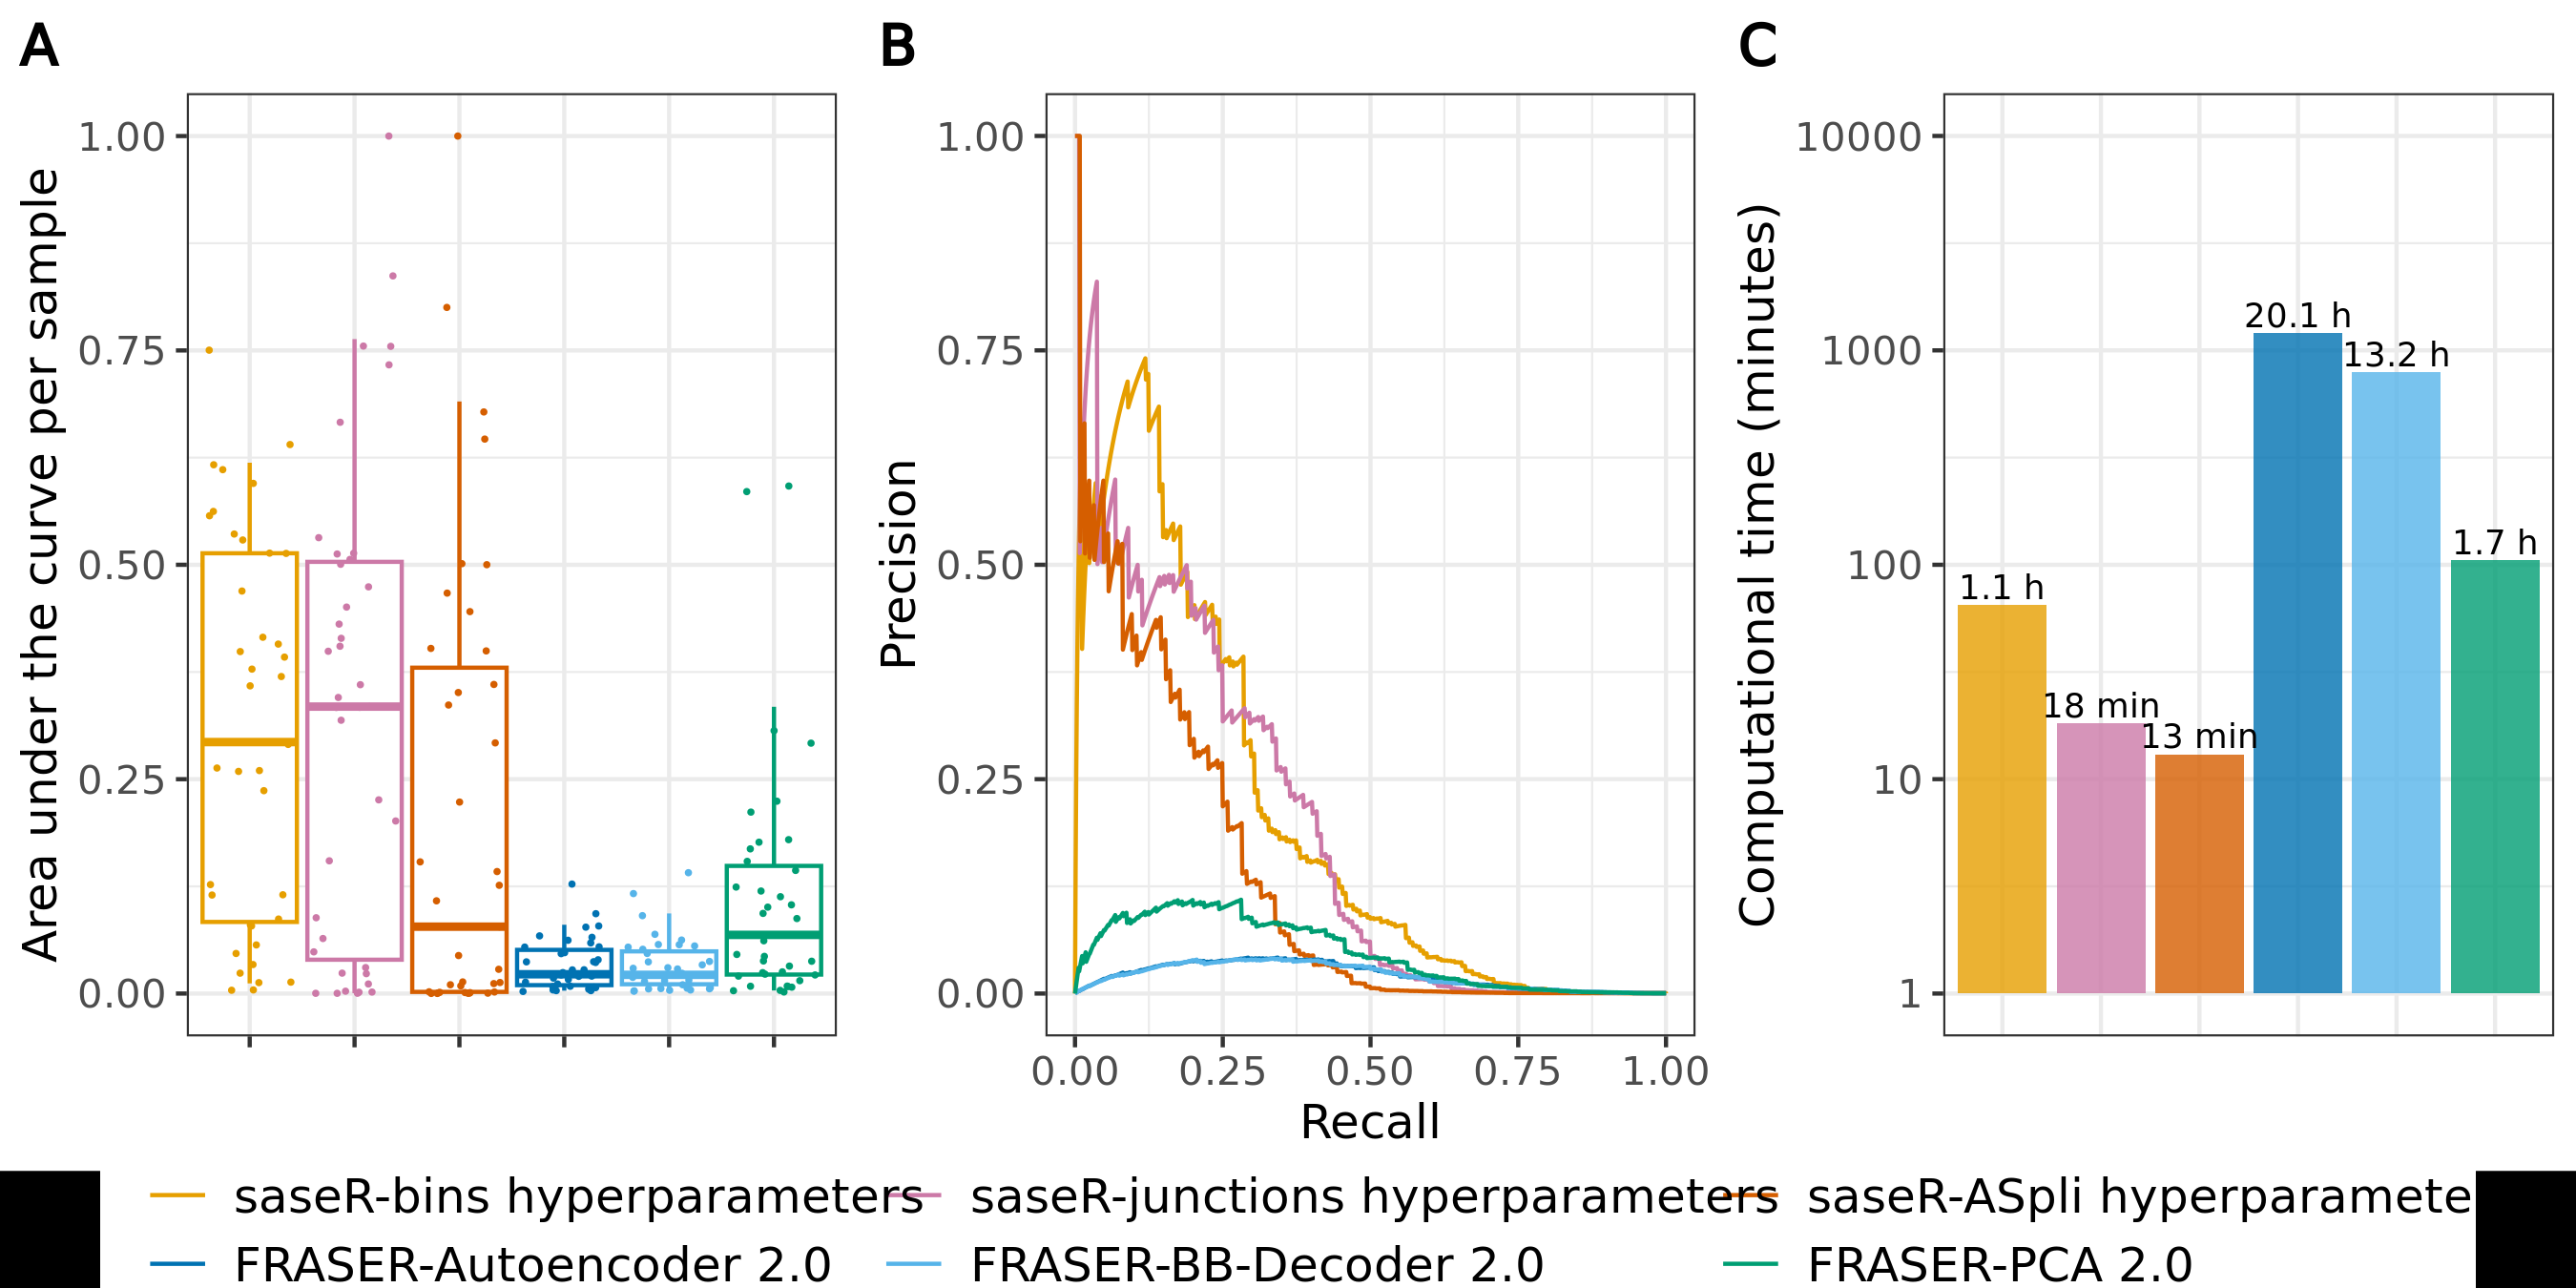 A
B
C
Area under the curve per sample
1.00
0.75
0.50
0.25
0.00
Precision
1.00
0.75
0.50
0.25
0.00
0.00 0.25 0.50 0.75 1.00
Recall
Computational time (minutes)
10000
1000
100
10
1
1.1 h
18 min
13 min
20.1 h
13.2 h
1.7 h
saseR-bins hyperparameters saseR-junctions hyperparameters saseR-ASpli hyperparamete
FRASER-Autoencoder 2.0 FRASER-BB-Decoder 2.0 FRASER-PCA 2.0